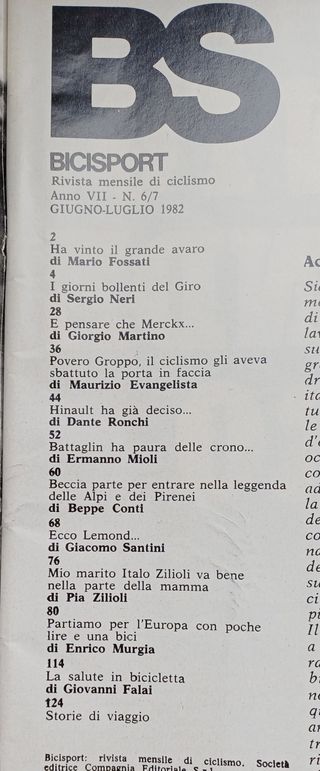 BS
BICISPORT
Rivista mensile di ciclismo
Anno VII - N. 6/7
GIUGNO-LUGLIO 1982
2
Ha vinto il grande avaro
di Mario Fossati
4
I giorni bollenti del Giro
di Sergio Neri
28
E pensare che Merckx...
di Giorgio Martino
36
Povero Groppo, il ciclismo gli aveva
sbattuto la porta in faccia
di Maurizio Evangelista
44
Hinault ha già deciso...
di Dante Ronchi
52
Battaglin ha paura delle crono...
di Ermanno Mioli
60
Beccia parte per entrare nella leggenda
delle Alpi e dei Pirenei
di Beppe Conti
68
Ecco Lemond...
di Giacomo Santini
76
Mio marito Italo Zilioli va bene
nella parte della mamma
di Pia Zilioli
80
Partiamo per l'Europa con poche
lire e una bici
di Enrico Murgia
114
La salute in bicicletta
di Giovanni Falai
124
Storie di viaggio
Bicisport: rivista mensile di ciclismo. Società
editrice Compagnia Editoriale S.r.l.